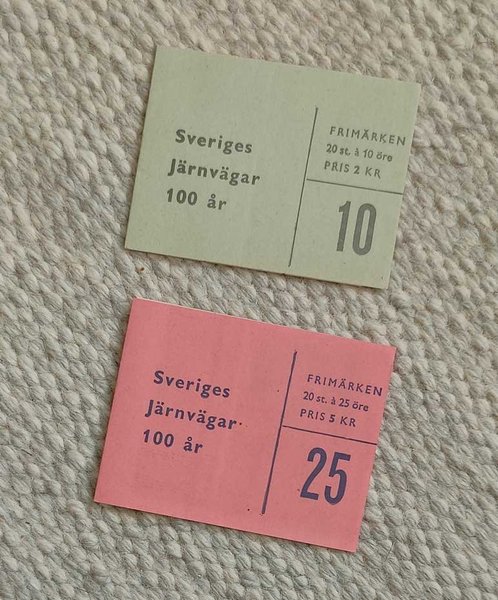 Sveriges
Järnvägar
100 år
FRIMÄRKEN
20 st. à 10 öre
PRIS 2 KR
10
Sveriges
Järnvägar
100 år
FRIMÄRKEN
20 st. à 25 öre
PRIS 5 KR
25